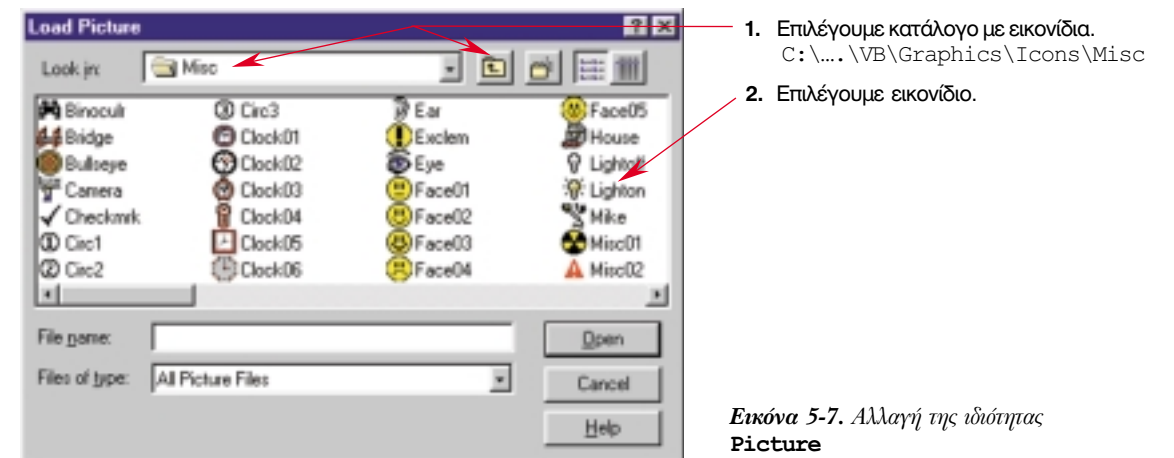 Load Picture
Look in: Misc
Binoculr Circ3 Ear Face05
Bridge Clock01 Exclem House
Bullseye Clock02 Eye Lightoff
Camera Clock03 Face01 Lighton
Checkmrk Clock04 Face02 Mike
Circ1 Clock05 Face03 Misc01
Circ2 Clock06 Face04 Misc02
File name: Open
Files of type: All Picture Files Cancel
Help
1. Επιλέγουμε κατάλογο με εικονίδια.
C:\….\VB\Graphics\Icons\Misc
2. Επιλέγουμε εικονίδιο.
Εικόνα 5-7. Αλλαγή της ιδιότητας
Picture